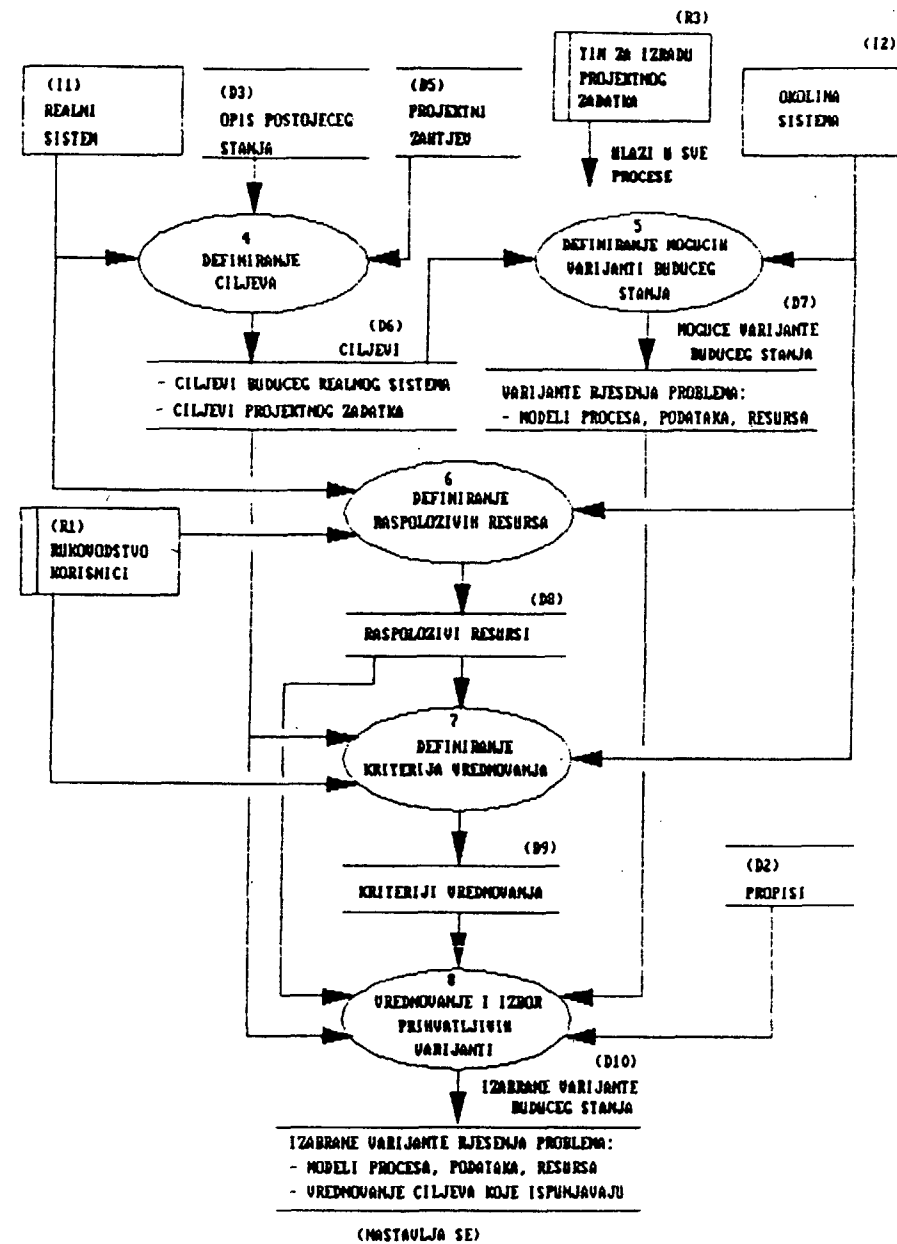 (R3)
TIM ZA IZRADU
PROJEKTNOG
ZADATKA
(I2)
OKOLINA
SISTEMA
(I1)
REALNI
SISTEM
(D3)
OPIS POSTOJECEG
STANJA
(D5)
PROJEKTNI
ZAHTJEV
ULAZI U SVE
PROCESE
4
DEFINIRANJE
CILJEVA
5
DEFINIRANJE MOGUCIH
VARIJANTI BUDUCEG
STANJA
(D6)
CILJEVI
- CILJEVI BUDUCEG REALNOG SISTEMA
- CILJEVI PROJEKTNOG ZADATKA
(D7)
MOGUCE VARIJANTE
BUDUCEG STANJA
VARIJANTE RJESENJA PROBLEMA:
- MODELI PROCESA, PODATAKA, RESURSA
6
DEFINIRANJE
RASPOLOZIVIH RESURSA
(R1)
RUKOVODSTVO
KORISNICI
(D8)
RASPOLOZIVI RESURSI
7
DEFINIRANJE
KRITERIJA VREDNOVANJA
(D9)
KRITERIJI VREDNOVANJA
(D2)
PROPISI
8
VREDNOVANJE I IZBOR
PRIHVATLJIVIH
VARIJANTI
(D10)
IZABRANE VARIJANTE
BUDUCEG STANJA
IZABRANE VARIJANTE RJESENJA PROBLEMA:
- MODELI PROCESA, PODATAKA, RESURSA
- VREDNOVANJE CILJEVA KOJE ISPUNJAVAJU
(NASTAVLJA SE)